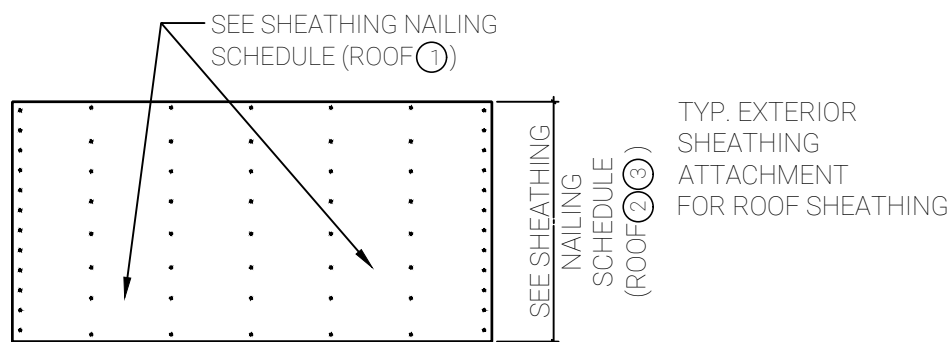 SEE SHEATHING NAILING
SCHEDULE (ROOF 1)
SEE SHEATHING
NAILING
SCHEDULE
(ROOF 2 3)
TYP. EXTERIOR
SHEATHING
ATTACHMENT
FOR ROOF SHEATHING